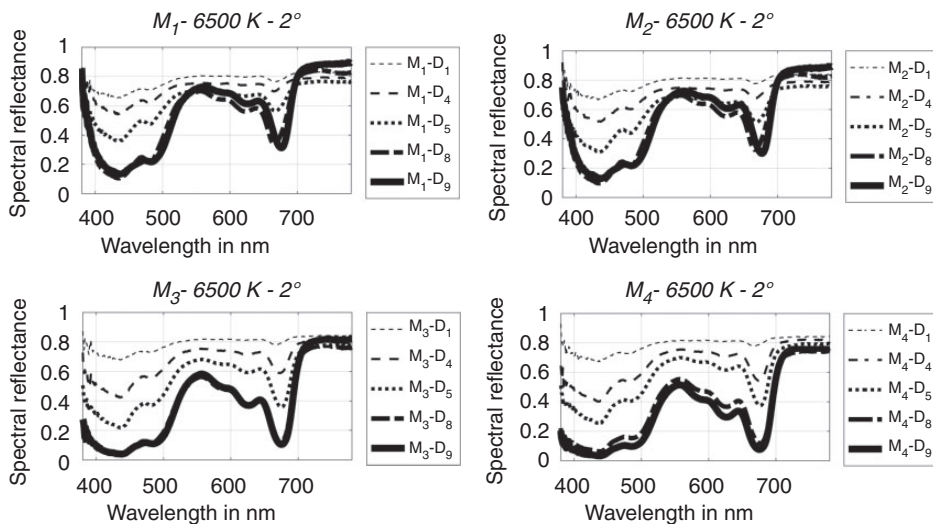 M1- 6500 K - 2°
Spectral reflectance
1
0.8
0.6
0.4
0.2
0
400 500 600 700
Wavelength in nm
M1-D1
M1-D4
M1-D5
M1-D8
M1-D9
M2- 6500 K - 2°
Spectral reflectance
1
0.8
0.6
0.4
0.2
0
400 500 600 700
Wavelength in nm
M2-D1
M2-D4
M2-D5
M2-D8
M2-D9
M3- 6500 K - 2°
Spectral reflectance
1
0.8
0.6
0.4
0.2
0
400 500 600 700
Wavelength in nm
M3-D1
M3-D4
M3-D5
M3-D8
M3-D9
M4- 6500 K - 2°
Spectral reflectance
1
0.8
0.6
0.4
0.2
0
400 500 600 700
Wavelength in nm
M4-D1
M4-D4
M4-D5
M4-D8
M4-D9